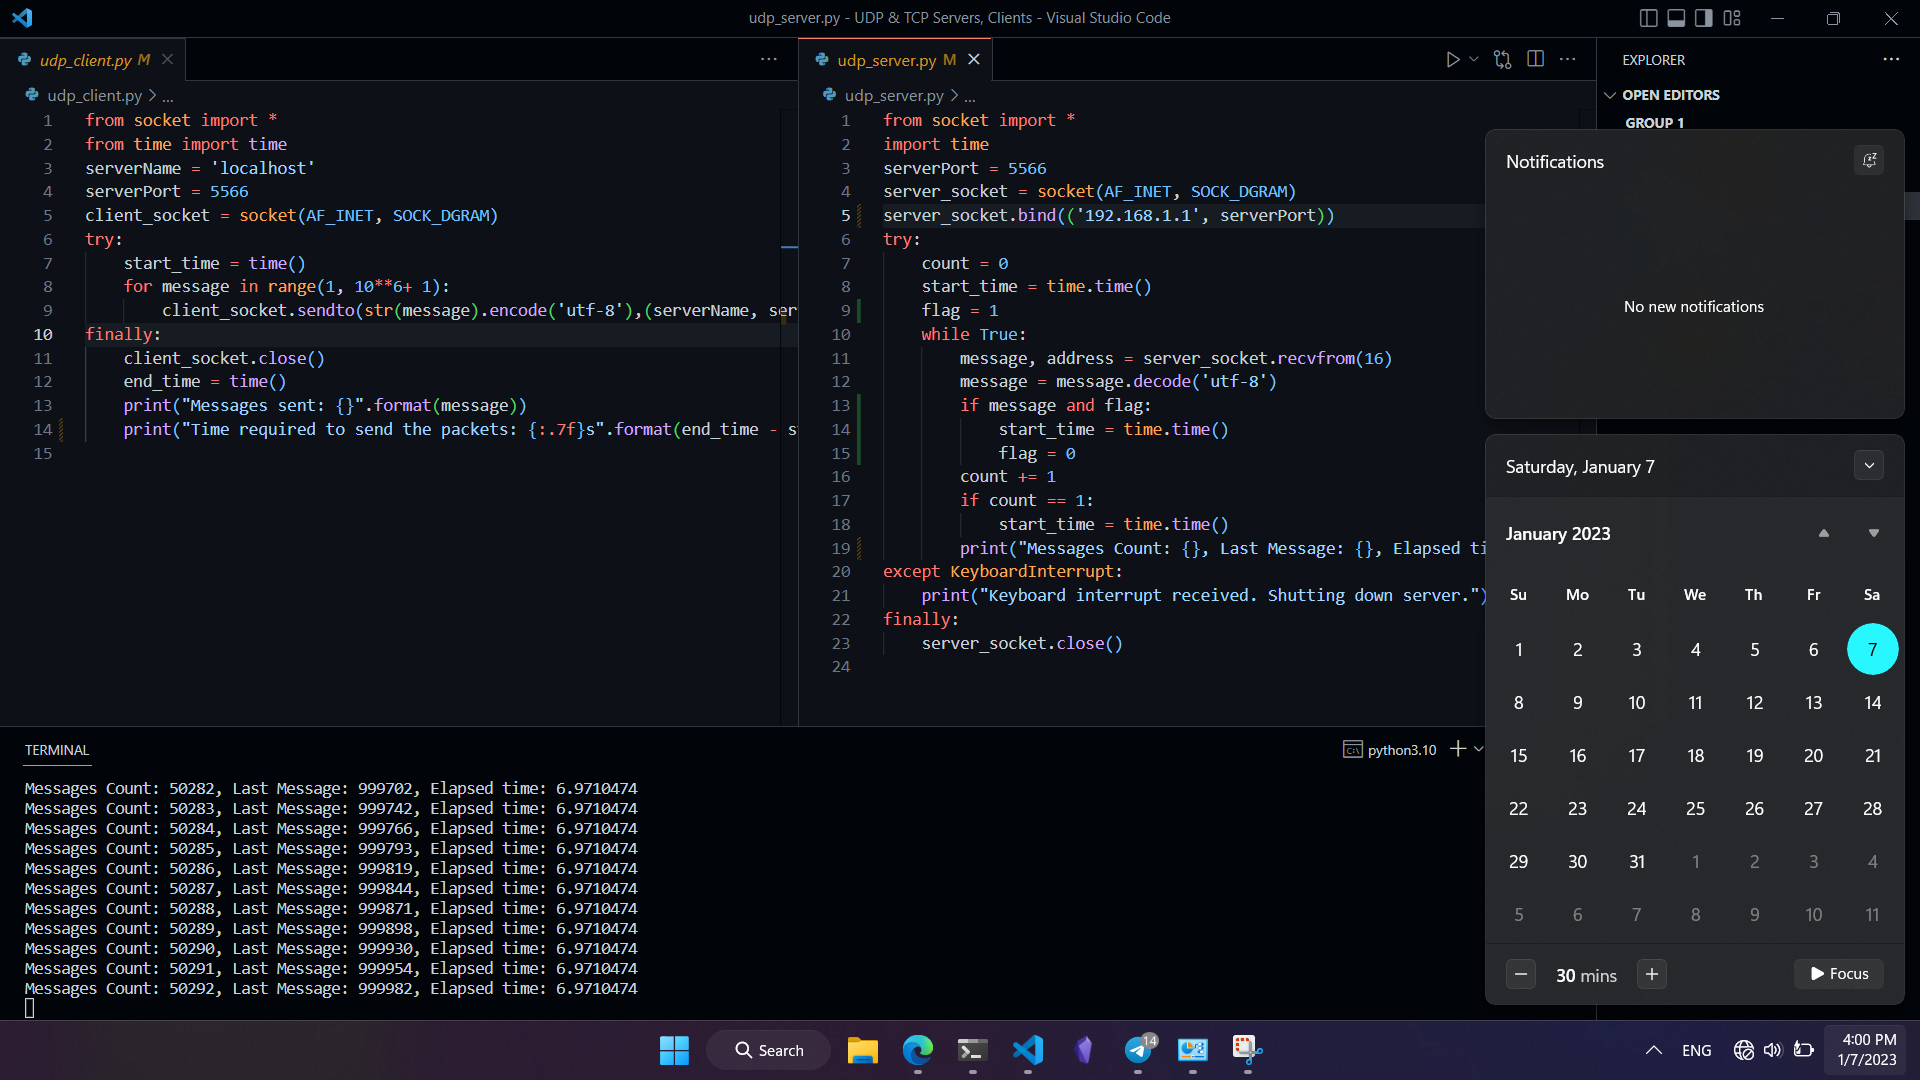 udp_server.py - UDP & TCP Servers, Clients - Visual Studio Code
udp_client.py M
udp_client.py > ...
1 from socket import *
2 from time import time
3 serverName = 'localhost'
4 serverPort = 5566
5 client_socket = socket(AF_INET, SOCK_DGRAM)
6 try:
7 start_time = time()
8 for message in range(1, 10**6+ 1):
9 client_socket.sendto(str(message).encode('utf-8'),(serverName, ser
10 finally:
11 client_socket.close()
12 end_time = time()
13 print("Messages sent: {}".format(message))
14 print("Time required to send the packets: {:.7f}s".format(end_time - s
15
udp_server.py M
udp_server.py > ...
1 from socket import *
2 import time
3 serverPort = 5566
4 server_socket = socket(AF_INET, SOCK_DGRAM)
5 server_socket.bind(('192.168.1.1', serverPort))
6 try:
7 count = 0
8 start_time = time.time()
9 flag = 1
10 while True:
11 message, address = server_socket.recvfrom(16)
12 message = message.decode('utf-8')
13 if message and flag:
14 start_time = time.time()
15 flag = 0
16 count += 1
17 if count == 1:
18 start_time = time.time()
19 print("Messages Count: {}, Last Message: {}, Elapsed ti
20 except KeyboardInterrupt:
21 print("Keyboard interrupt received. Shutting down server.")
22 finally:
23 server_socket.close()
24
EXPLORER
OPEN EDITORS
GROUP 1
Notifications
No new notifications
Saturday, January 7
January 2023
Su Mo Tu We Th Fr Sa
1 2 3 4 5 6 7
8 9 10 11 12 13 14
15 16 17 18 19 20 21
22 23 24 25 26 27 28
29 30 31 1 2 3 4
5 6 7 8 9 10 11
30 mins
Focus
TERMINAL
python3.10
Messages Count: 50282, Last Message: 999702, Elapsed time: 6.9710474
Messages Count: 50283, Last Message: 999742, Elapsed time: 6.9710474
Messages Count: 50284, Last Message: 999766, Elapsed time: 6.9710474
Messages Count: 50285, Last Message: 999793, Elapsed time: 6.9710474
Messages Count: 50286, Last Message: 999819, Elapsed time: 6.9710474
Messages Count: 50287, Last Message: 999844, Elapsed time: 6.9710474
Messages Count: 50288, Last Message: 999871, Elapsed time: 6.9710474
Messages Count: 50289, Last Message: 999898, Elapsed time: 6.9710474
Messages Count: 50290, Last Message: 999930, Elapsed time: 6.9710474
Messages Count: 50291, Last Message: 999954, Elapsed time: 6.9710474
Messages Count: 50292, Last Message: 999982, Elapsed time: 6.9710474
Search
14
ENG
4:00 PM
1/7/2023